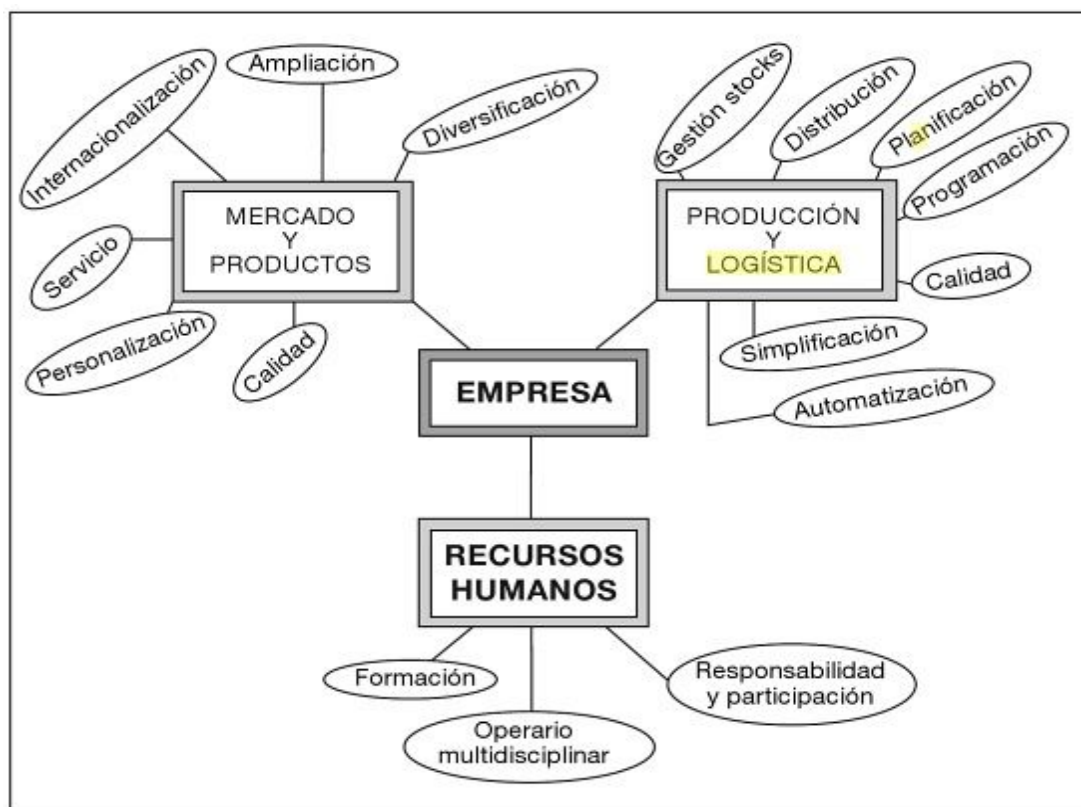 Internacionalización
Ampliación
Diversificación
MERCADO
Y
PRODUCTOS
Servicio
Personalización
Calidad
Gestión stocks
Distribución
Planificación
Programación
PRODUCCIÓN
Y
LOGÍSTICA
Calidad
Simplificación
Automatización
EMPRESA
RECURSOS
HUMANOS
Formación
Operario
multidisciplinar
Responsabilidad
y participación